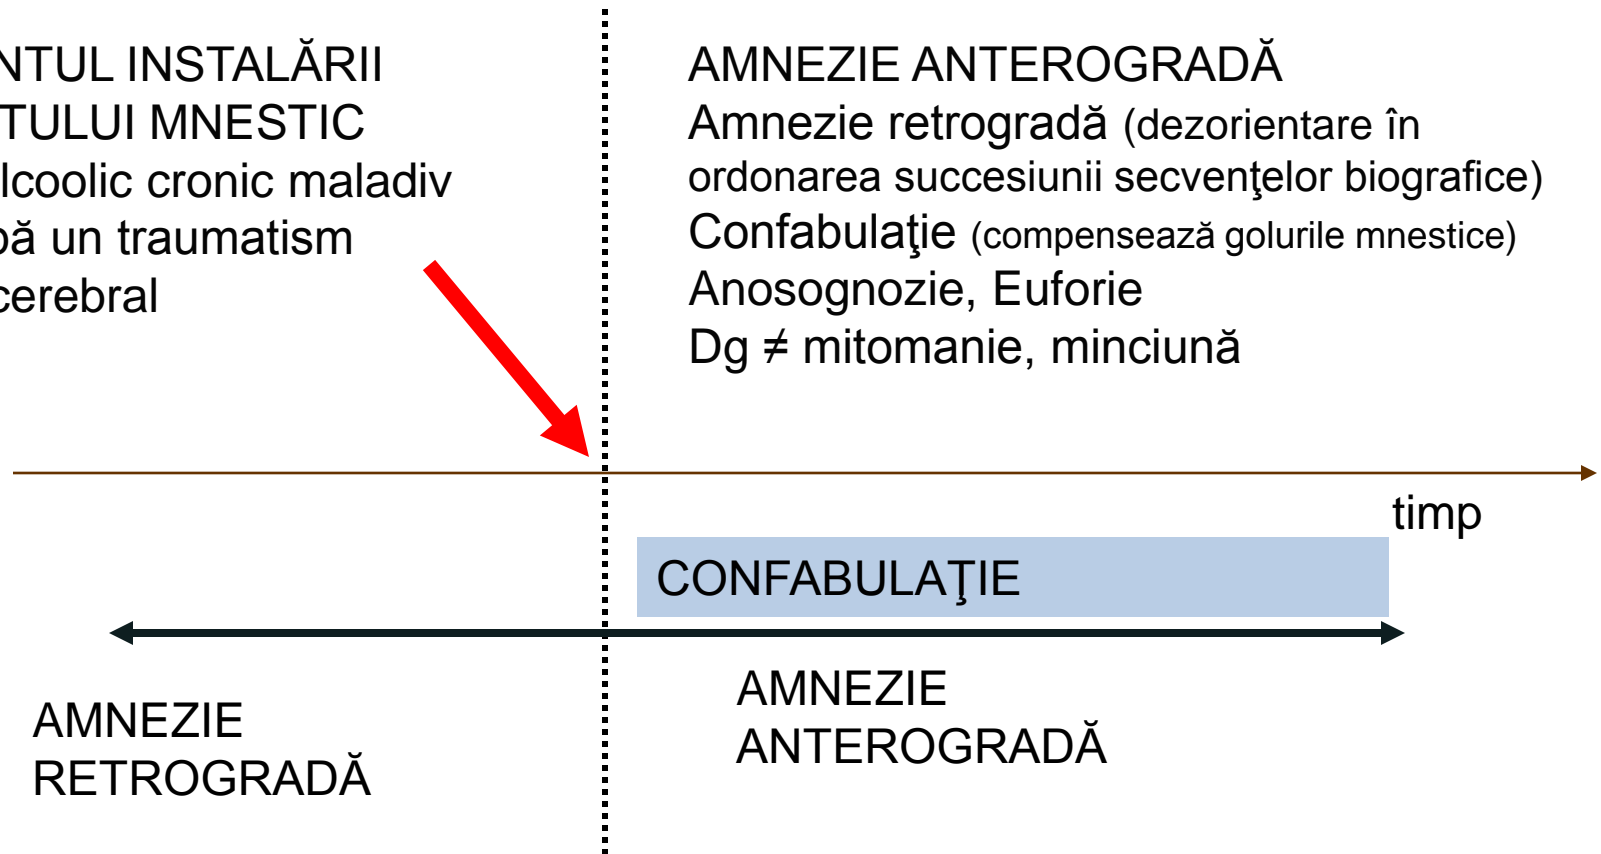 NTUL INSTALĂRII
TULUI MNESTIC
lcoolic cronic maladiv
bă un traumatism
cerebral
AMNEZIE ANTEROGRADĂ
Amnezie retrogradă (dezorientare în
ordonarea succesiunii secvenţelor biografice)
Confabulaţie (compensează golurile mnestice)
Anosognozie, Euforie
Dg ≠ mitomanie, minciună
timp
CONFABULAŢIE
AMNEZIE
RETROGRADĂ
AMNEZIE
ANTEROGRADĂ